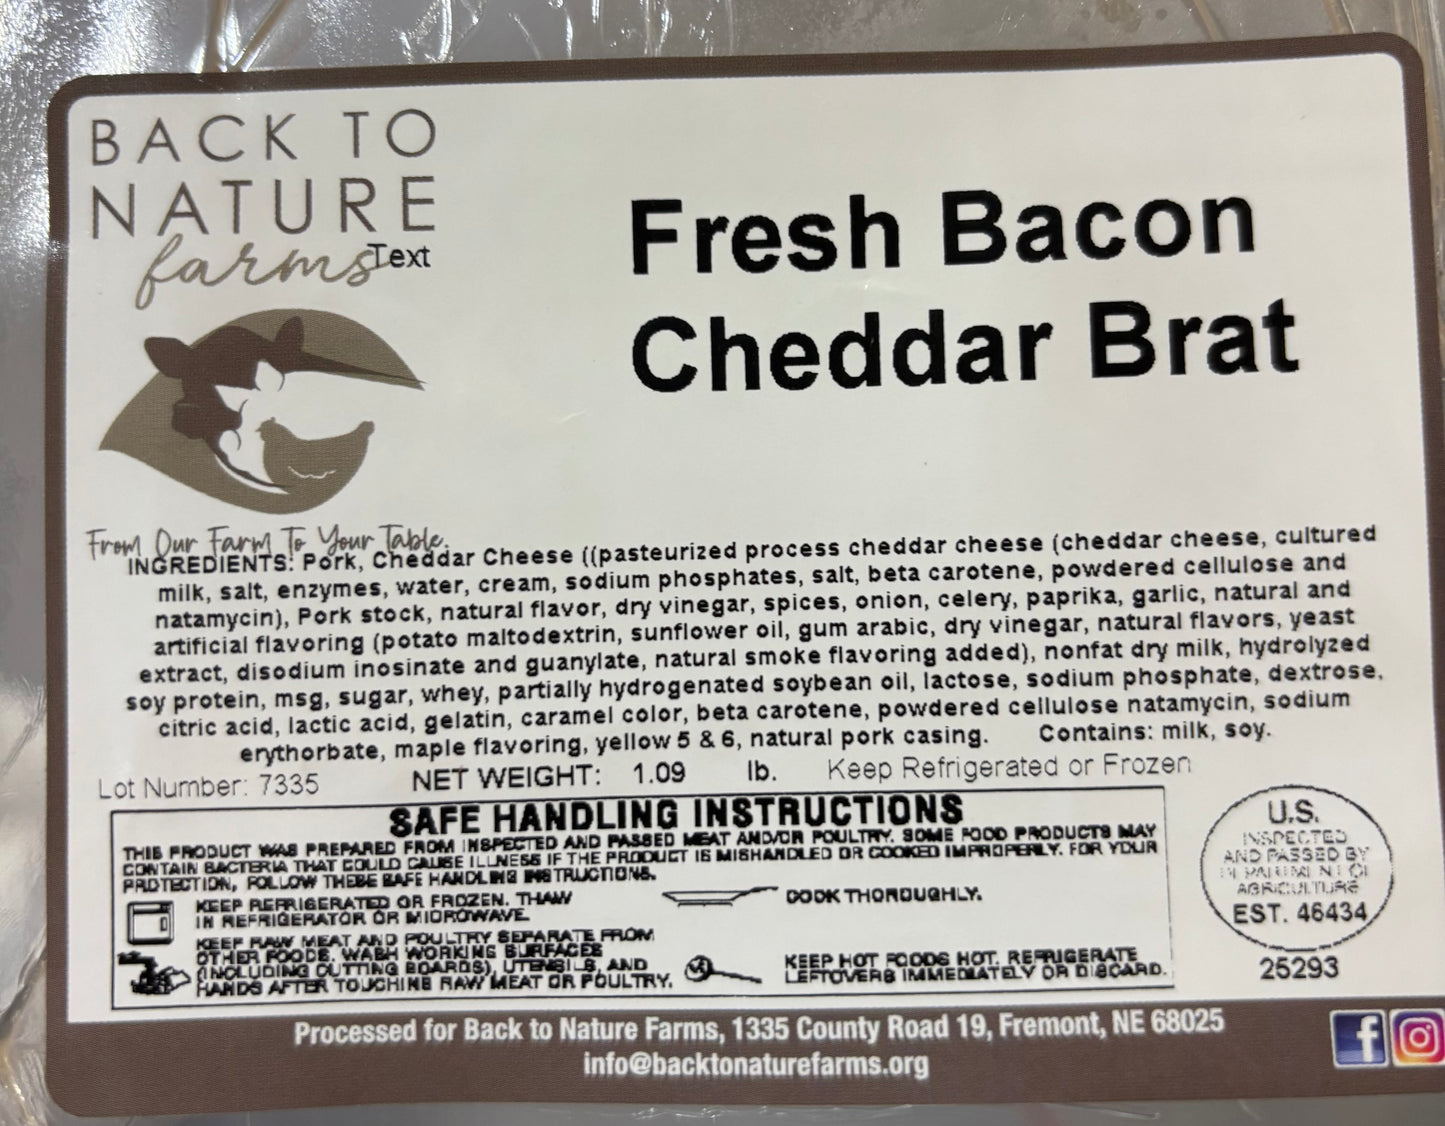 BACK TO
NATURE
farms
Text
Fresh Bacon
Cheddar Brat
From Our Farm To Your Table.
INGREDIENTS: Pork, Cheddar Cheese ((pasteurized process cheddar cheese (cheddar cheese, cultured
milk, salt, enzymes, water, cream, sodium phosphates, salt, beta carotene, powdered cellulose and
natamycin), Pork stock, natural flavor, dry vinegar, spices, onion, celery, paprika, garlic, natural and
artificial flavoring (potato maltodextrin, sunflower oil, gum arabic, dry vinegar, natural flavors, yeast
extract, disodium inosinate and guanylate, natural smoke flavoring added), nonfat dry milk, hydrolyzed
soy protein, msg, sugar, whey, partially hydrogenated soybean oil, lactose, sodium phosphate, dextrose,
citric acid, lactic acid, gelatin, caramel color, beta carotene, powdered cellulose natamycin, sodium
erythorbate, maple flavoring, yellow 5 & 6, natural pork casing. Contains: milk, soy.
Lot Number: 7335 NET WEIGHT: 1.09 lb. Keep Refrigerated or Frozen
SAFE HANDLING INSTRUCTIONS
THIS PRODUCT WAS PREPARED FROM INSPECTED AND PASSED MEAT AND/OR POULTRY. SOME FOOD PRODUCTS MAY
CONTAIN BACTERIA THAT COULD CAUSE ILLNESS IF THE PRODUCT IS MISHANDLED OR COOKED IMPROPERLY. FOR YOUR
PROTECTION, FOLLOW THESE SAFE HANDLING INSTRUCTIONS.
KEEP REFRIGERATED OR FROZEN. THAW
IN REFRIGERATOR OR MICROWAVE.
KEEP RAW MEAT AND POULTRY SEPARATE FROM
OTHER FOODS. WASH WORKING SURFACES
(INCLUDING CUTTING BOARDS), UTENSILS, AND
HANDS AFTER TOUCHING RAW MEAT OR POULTRY.
COOK THOROUGHLY.
KEEP HOT FOODS HOT. REFRIGERATE
LEFTOVERS IMMEDIATELY OR DISCARD.
U.S.
INSPECTED
AND PASSED BY
DEPARTMENT OF
AGRICULTURE
EST. 46434
25293
Processed for Back to Nature Farms, 1335 County Road 19, Fremont, NE 68025
info@backtonaturefarms.org